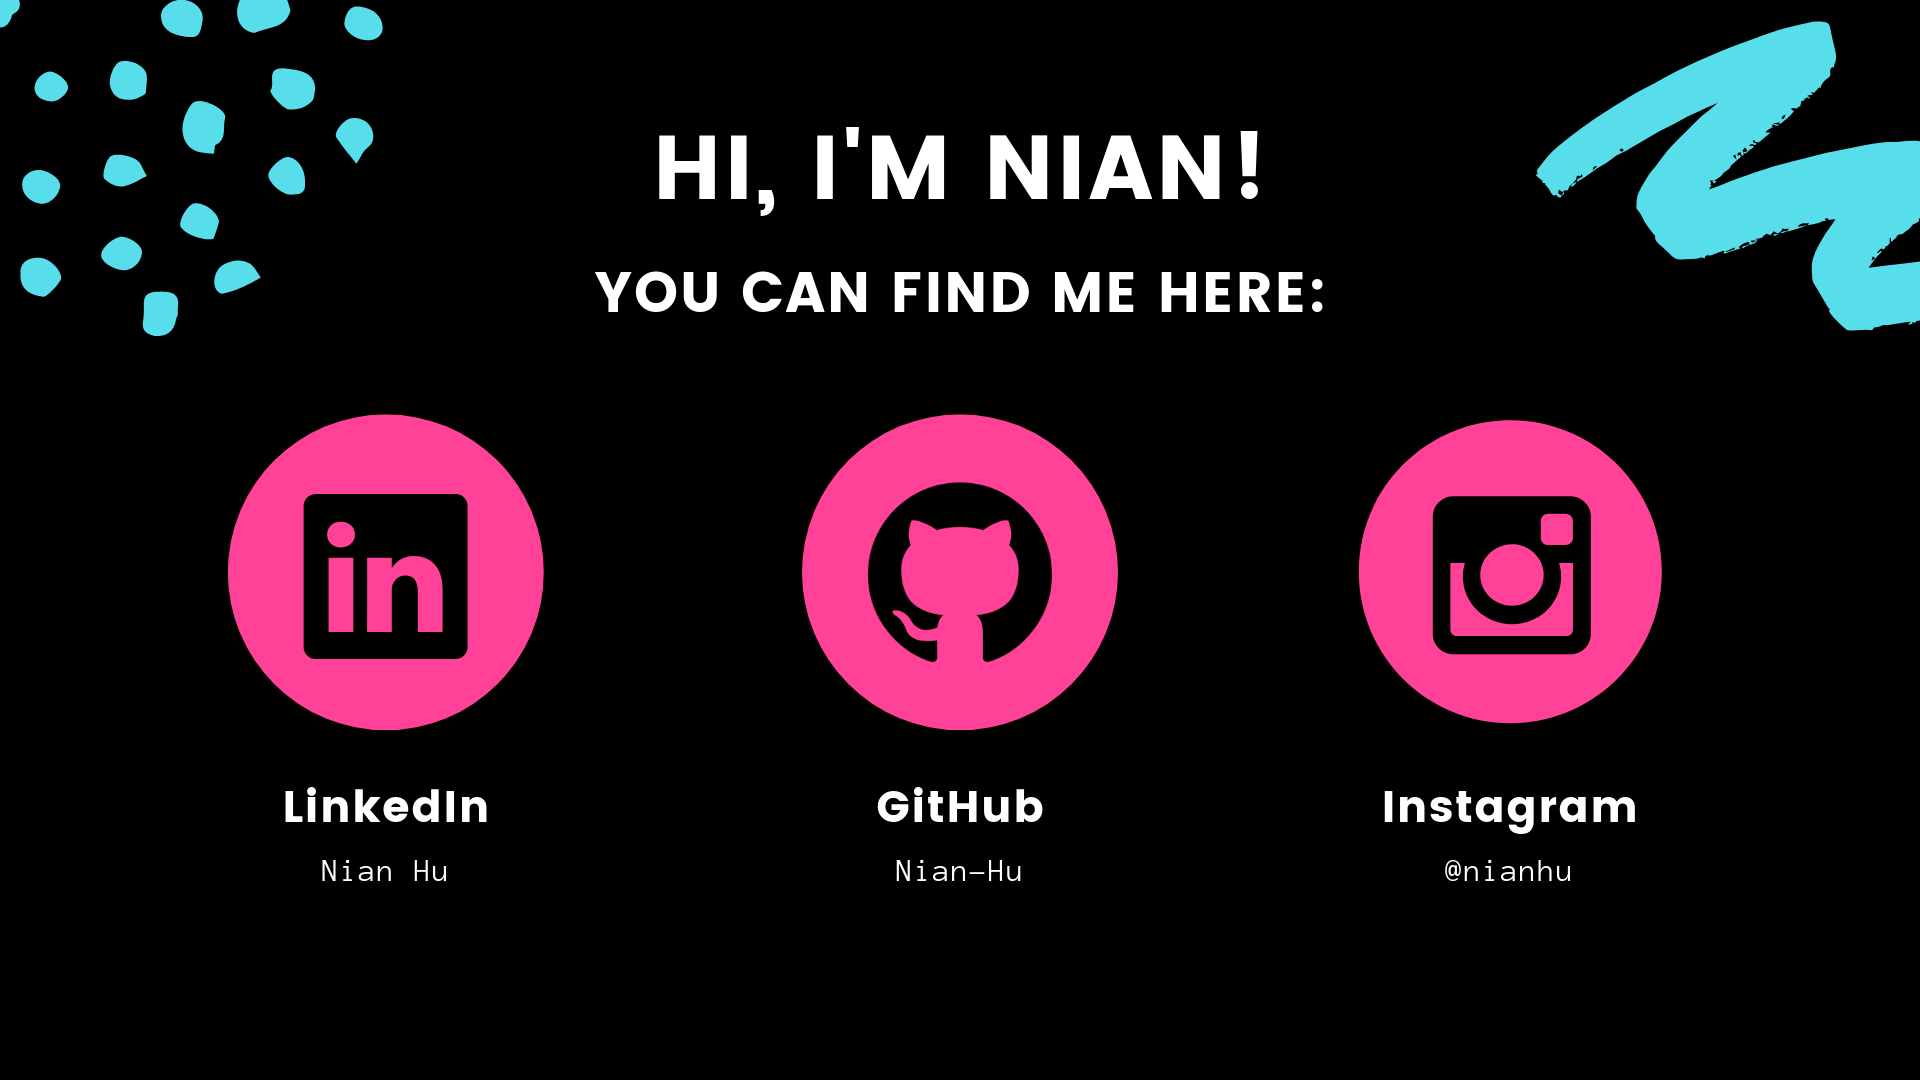 HI, I'M NIAN!
YOU CAN FIND ME HERE:
in
LinkedIn
GitHub
Instagram
Nian Hu
Nian-Hu
@nianhu